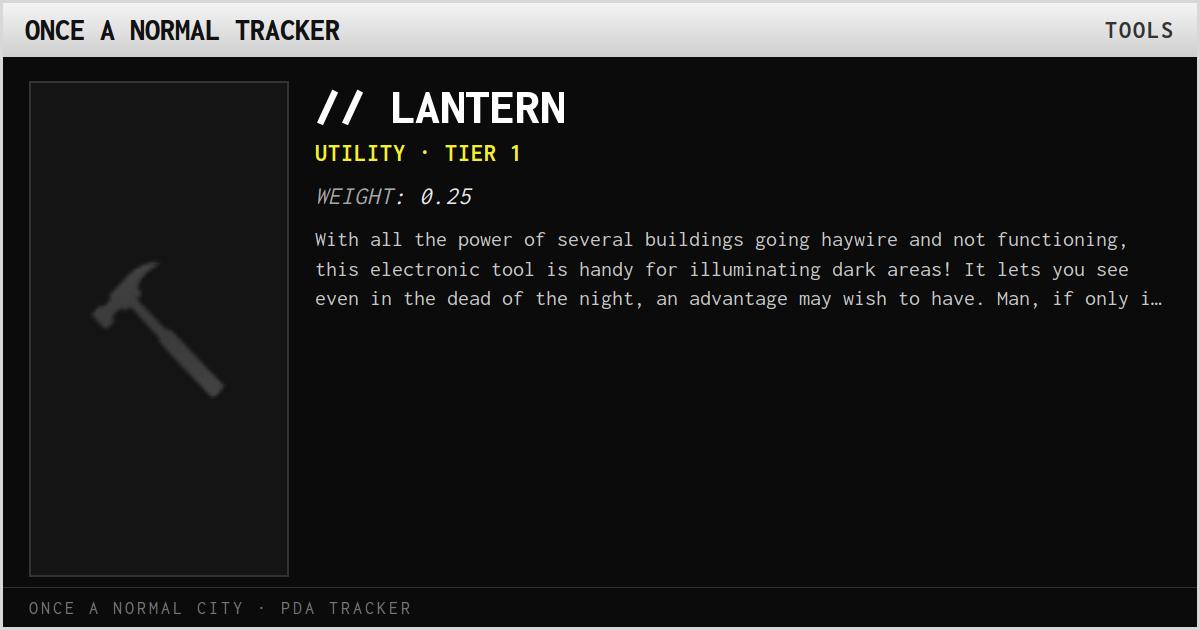 ONCE A NORMAL TRACKER
TOOLS
// LANTERN
UTILITY · TIER 1
WEIGHT: 0.25
With all the power of several buildings going haywire and not functioning,
this electronic tool is handy for illuminating dark areas! It lets you see
even in the dead of the night, an advantage may wish to have. Man, if only i…
ONCE A NORMAL CITY · PDA TRACKER